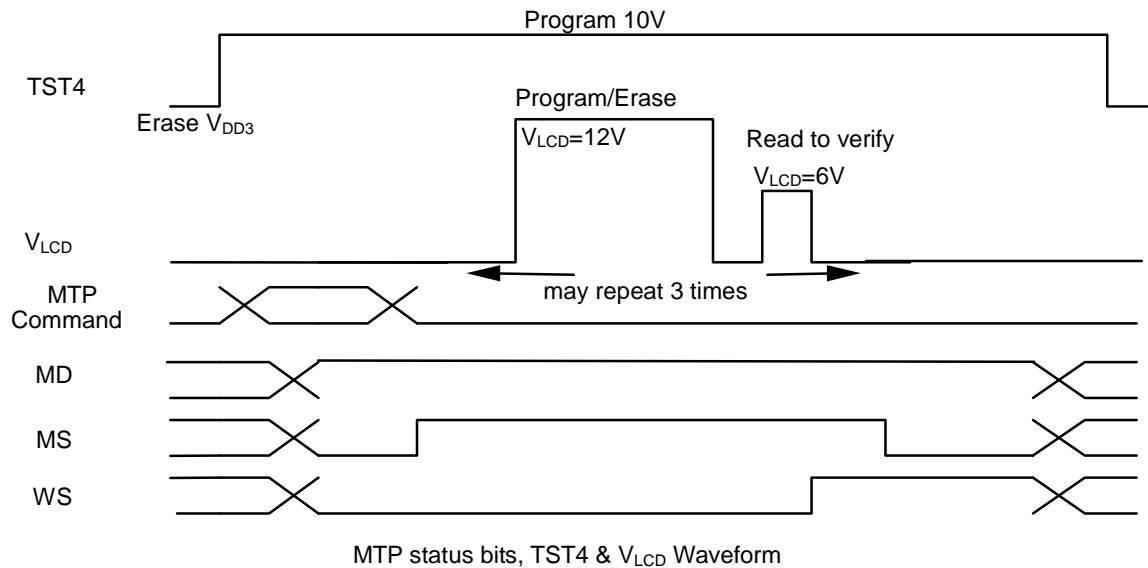 Program 10V
TST4
Program/Erase
Erase VDD3
VLCD=12V
Read to verify
VLCD=6V
VLCD
may repeat 3 times
MTP
Command
MD
MS
WS
MTP status bits, TST4 & VLCD Waveform